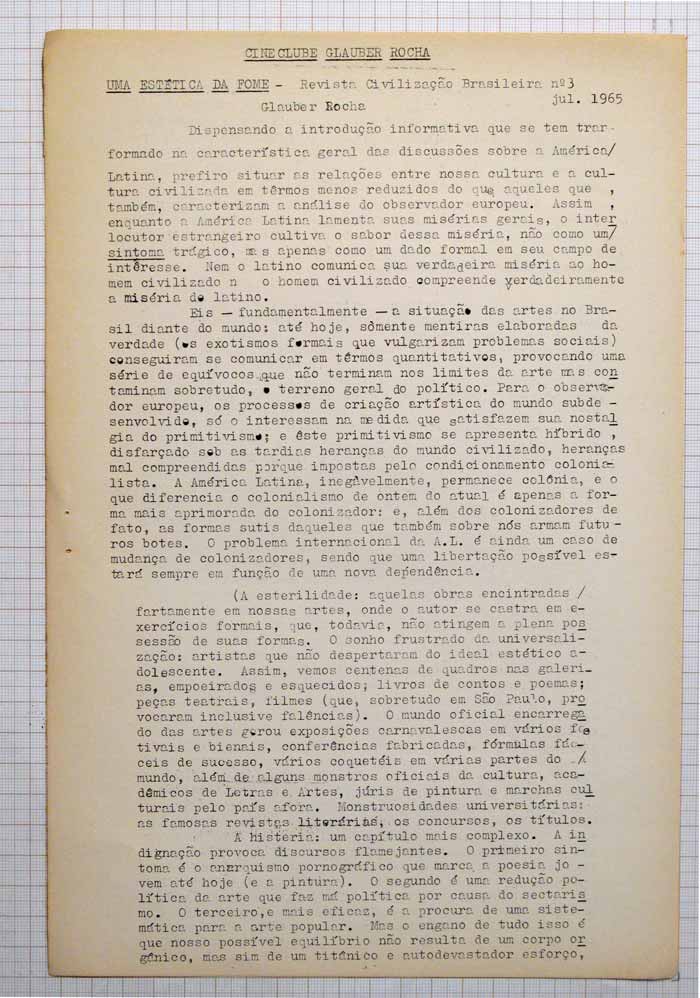 CINECLUBE GLAUBER ROCHA
UMA ESTÉTICA DA FOME - Revista Civilização Brasileira nº3
Glauber Rocha jul. 1965
Dispensando a introdução informativa que se tem trar-
formado na característica geral das discussões sobre a América/
Latina, prefiro situar as relações entre nossa cultura e a cul-
tura civilizada em têrmos menos reduzidos do que aqueles que ,
também, caracterizam a análise do observador europeu. Assim ,
enquanto a América Latina lamenta suas misérias gerais, o inter
locutor estrangeiro cultiva o sabor dessa miséria, não como um/
sintoma trágico, mas apenas como um dado formal em seu campo de
intêresse. Nem o latino comunica sua verdadeira miséria ao ho-
mem civilizado n o homem civilizado compreende verdadeiramente
a miséria do latino.
Eis - fundamentalmente - a situação das artes no Bra-
sil diante do mundo: até hoje, sòmente mentiras elaboradas da
verdade (os exotismos formais que vulgarizam problemas sociais)
conseguiram se comunicar em têrmos quantitativos, provocando uma
série de equívocos que não terminam nos limites da arte mas con
taminam sobretudo, o terreno geral do político. Para o observa-
dor europeu, os processos de criação artística do mundo subde -
senvolvido, só o interessam na medida que satisfazem sua nostal
gia do primitivismo; e êste primitivismo se apresenta híbrido ,
disfarçado sob as tardias heranças do mundo civilizado, heranças
mal compreendidas porque impostas pelo condicionamento colonia-
lista. A América Latina, inegàvelmente, permanece colônia, e o
que diferencia o colonialismo de ontem do atual é apenas a for-
ma mais aprimorada do colonizador: e, além dos colonizadores de
fato, as formas sutis daqueles que também sobre nós armam futu-
ros botes. O problema internacional da A.L. é ainda um caso de
mudança de colonizadores, sendo que uma libertação possível es-
tará sempre em função de uma nova dependência.
(A esterilidade: aquelas obras encintradas /
fartamente em nossas artes, onde o autor se castra em e-
xercícios formais, que, todavia, não atingem a plena pos
sessão de suas formas. O sonho frustrado da universali-
zação: artistas que não despertaram do ideal estético a-
dolescente. Assim, vemos centenas de quadros nas galeri-
as, empoeirados e esquecidos; livros de contos e poemas;
peças teatrais, filmes (que, sobretudo em São Paulo, pro
vocaram inclusive falências). O mundo oficial encarrega
do das artes gerou exposições carnavalescas em vários fes
tivais e bienais, conferências fabricadas, fórmulas fác-
ceis de sucesso, vários coquetéis em várias partes do /
mundo, além de alguns monstros oficiais da cultura, aca-
dêmicos de Letras e Artes, júris de pintura e marchas cul
turais pelo país afora. Monstruosidades universitárias:
as famosas revistas literárias, os concursos, os títulos.
A histeria: um capítulo mais complexo. A in
dignação provoca discursos flamejantes. O primeiro sin-
toma é o anarquismo pornográfico que marca a poesia jo -
vem até hoje (e a pintura). O segundo é uma redução po-
lítica da arte que faz má política por causa do sectaris
mo. O terceiro, e mais eficaz, é a procura de uma siste-
mática para a arte popular. Mas o engano de tudo isso é
que nosso possível equilíbrio não resulta de um corpo or
gânico, mas sim de um titânico e autodevastador esforço,